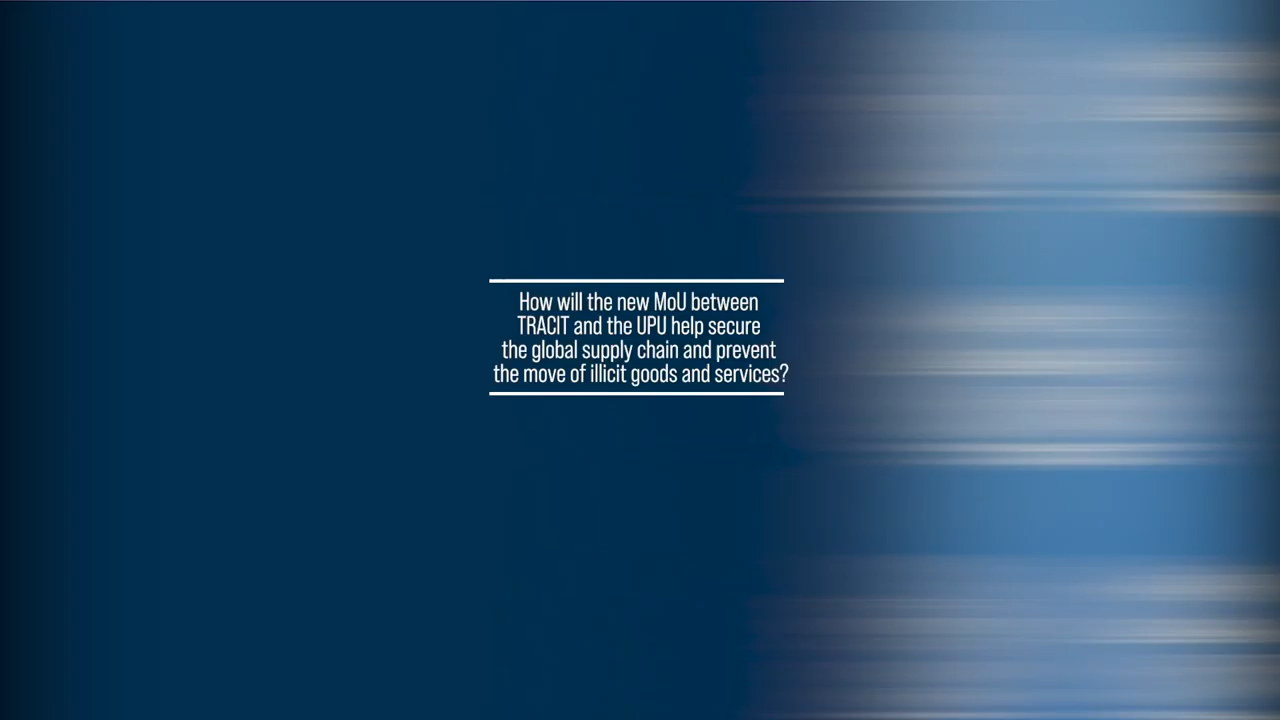 How will the new MoU between
TRACIT and the UPU help secure
the global supply chain and prevent
the move of illicit goods and services?